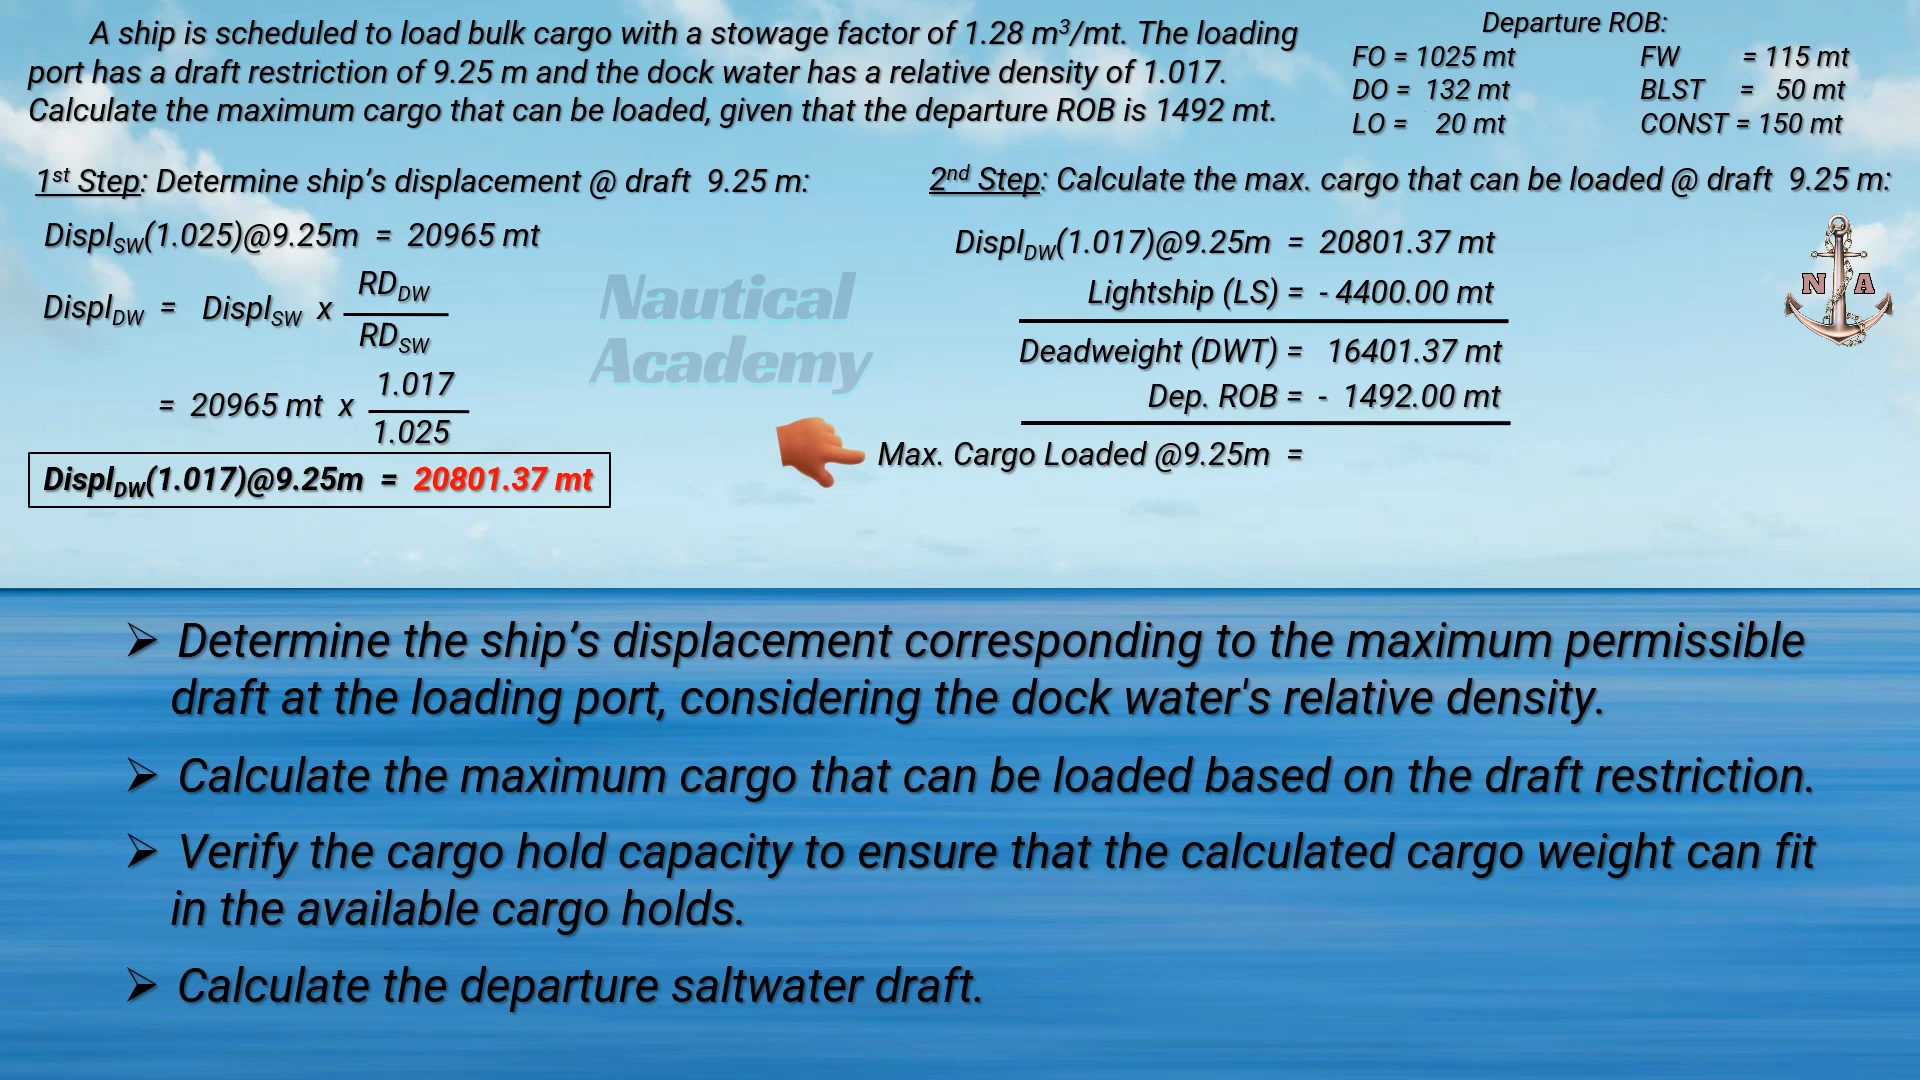 A ship is scheduled to load bulk cargo with a stowage factor of 1.28 m³/mt. The loading
port has a draft restriction of 9.25 m and the dock water has a relative density of 1.017.
Calculate the maximum cargo that can be loaded, given that the departure ROB is 1492 mt.
Departure ROB:
FO = 1025 mt FW = 115 mt
DO = 132 mt BLST = 50 mt
LO = 20 mt CONST = 150 mt
1st Step: Determine ship’s displacement @ draft 9.25 m:
DisplSW(1.025)@9.25m = 20965 mt
DisplDW = DisplSW x RDDW
RDSW
= 20965 mt x 1.017
1.025
DisplDW(1.017)@9.25m = 20801.37 mt
Nautical
Academy
2nd Step: Calculate the max. cargo that can be loaded @ draft 9.25 m:
DisplDW(1.017)@9.25m = 20801.37 mt
Lightship (LS) = - 4400.00 mt
Deadweight (DWT) = 16401.37 mt
Dep. ROB = - 1492.00 mt
Max. Cargo Loaded @9.25m =
N A
➢ Determine the ship’s displacement corresponding to the maximum permissible
draft at the loading port, considering the dock water's relative density.
➢ Calculate the maximum cargo that can be loaded based on the draft restriction.
➢ Verify the cargo hold capacity to ensure that the calculated cargo weight can fit
in the available cargo holds.
➢ Calculate the departure saltwater draft.